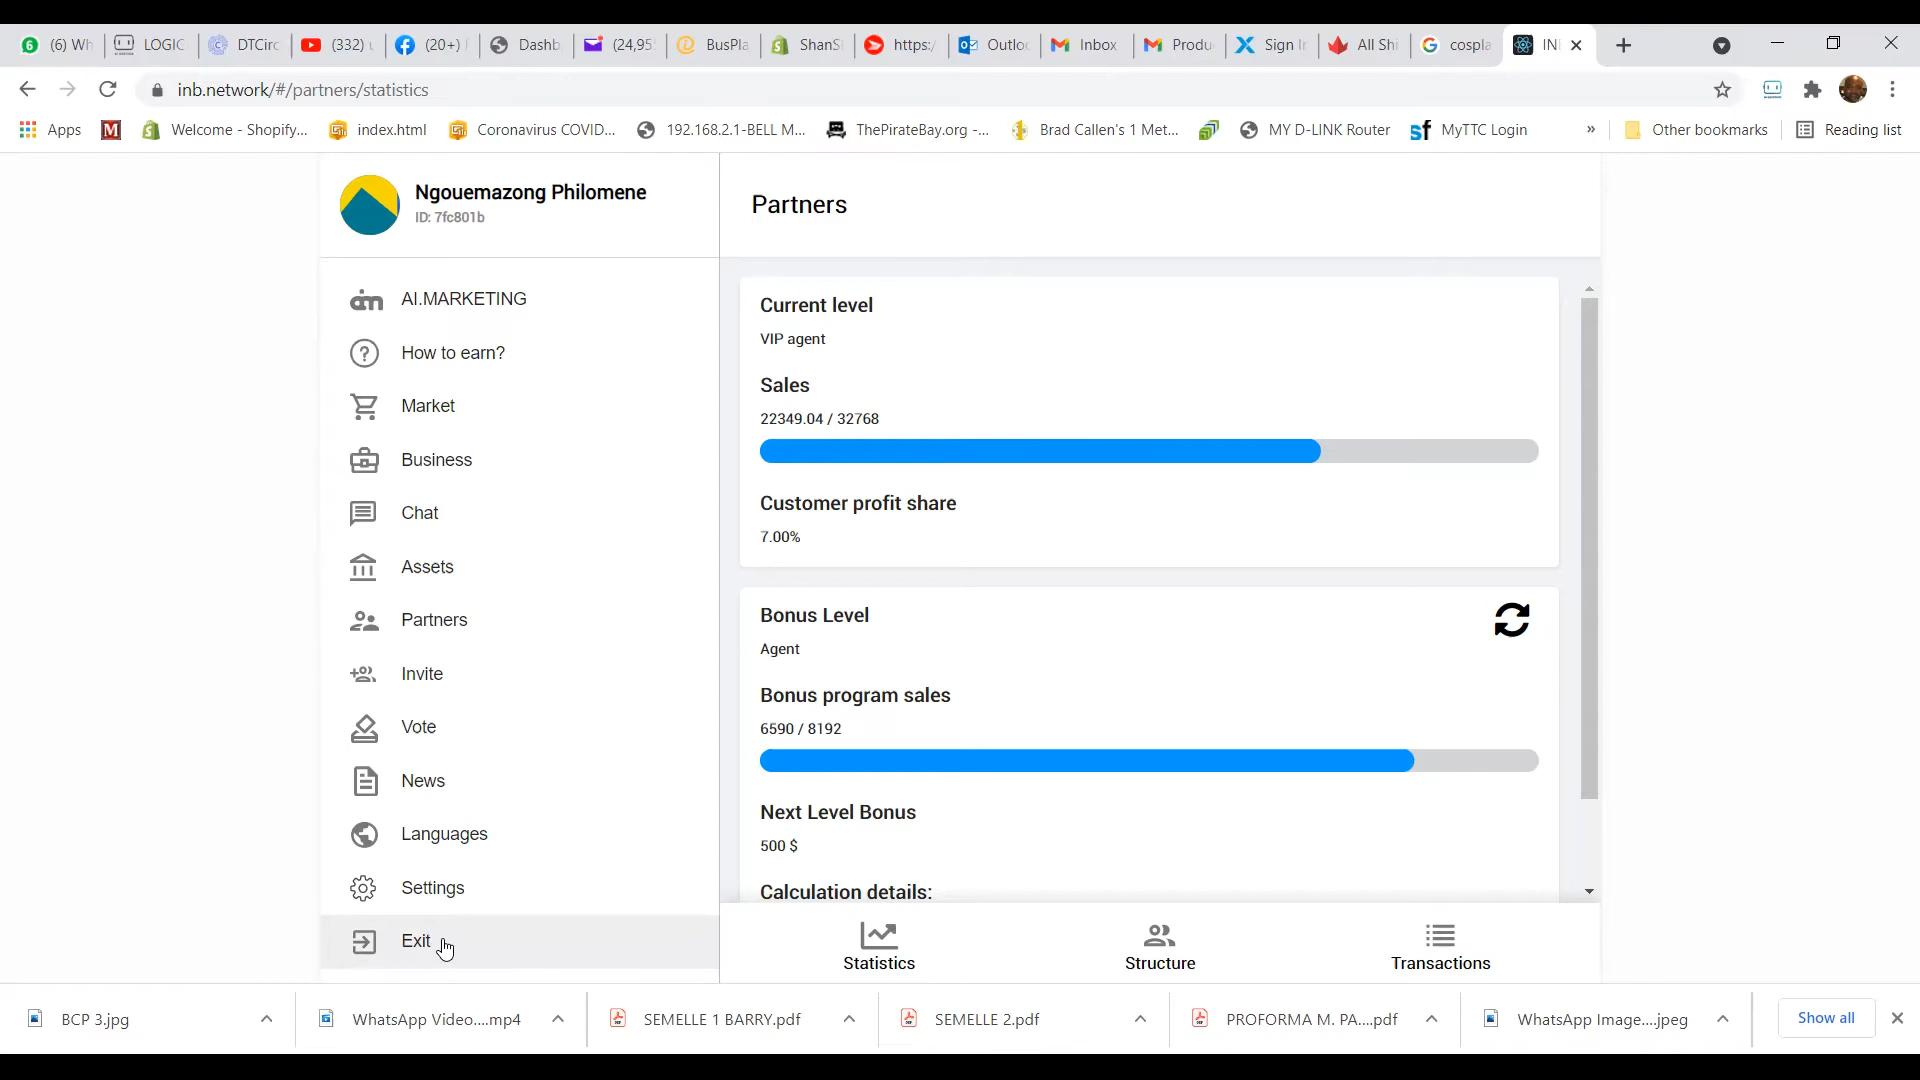 (6) Wh
LOGIC
DTCirc
(332) u
(20+) F
Dashb
(24,95
BusPla
ShanS
https:/
Outloo
Inbox
Produ
Sign In
All Shi
cospla
IN
inb.network/#/partners/statistics
Apps
Welcome - Shopify...
index.html
Coronavirus COVID...
192.168.2.1-BELL M...
ThePirateBay.org -...
Brad Callen's 1 Met...
MY D-LINK Router
MyTTC Login
»
Other bookmarks
Reading list
Ngouemazong Philomene
ID: 7fc801b
AI.MARKETING
How to earn?
Market
Business
Chat
Assets
Partners
Invite
Vote
News
Languages
Settings
Exit
Partners
Current level
VIP agent
Sales
22349.04 / 32768
Customer profit share
7.00%
Bonus Level
Agent
Bonus program sales
6590 / 8192
Next Level Bonus
500 $
Calculation details:
Statistics
Structure
Transactions
BCP 3.jpg
WhatsApp Video....mp4
SEMELLE 1 BARRY.pdf
SEMELLE 2.pdf
PROFORMA M. PA....pdf
WhatsApp Image....jpeg
Show all